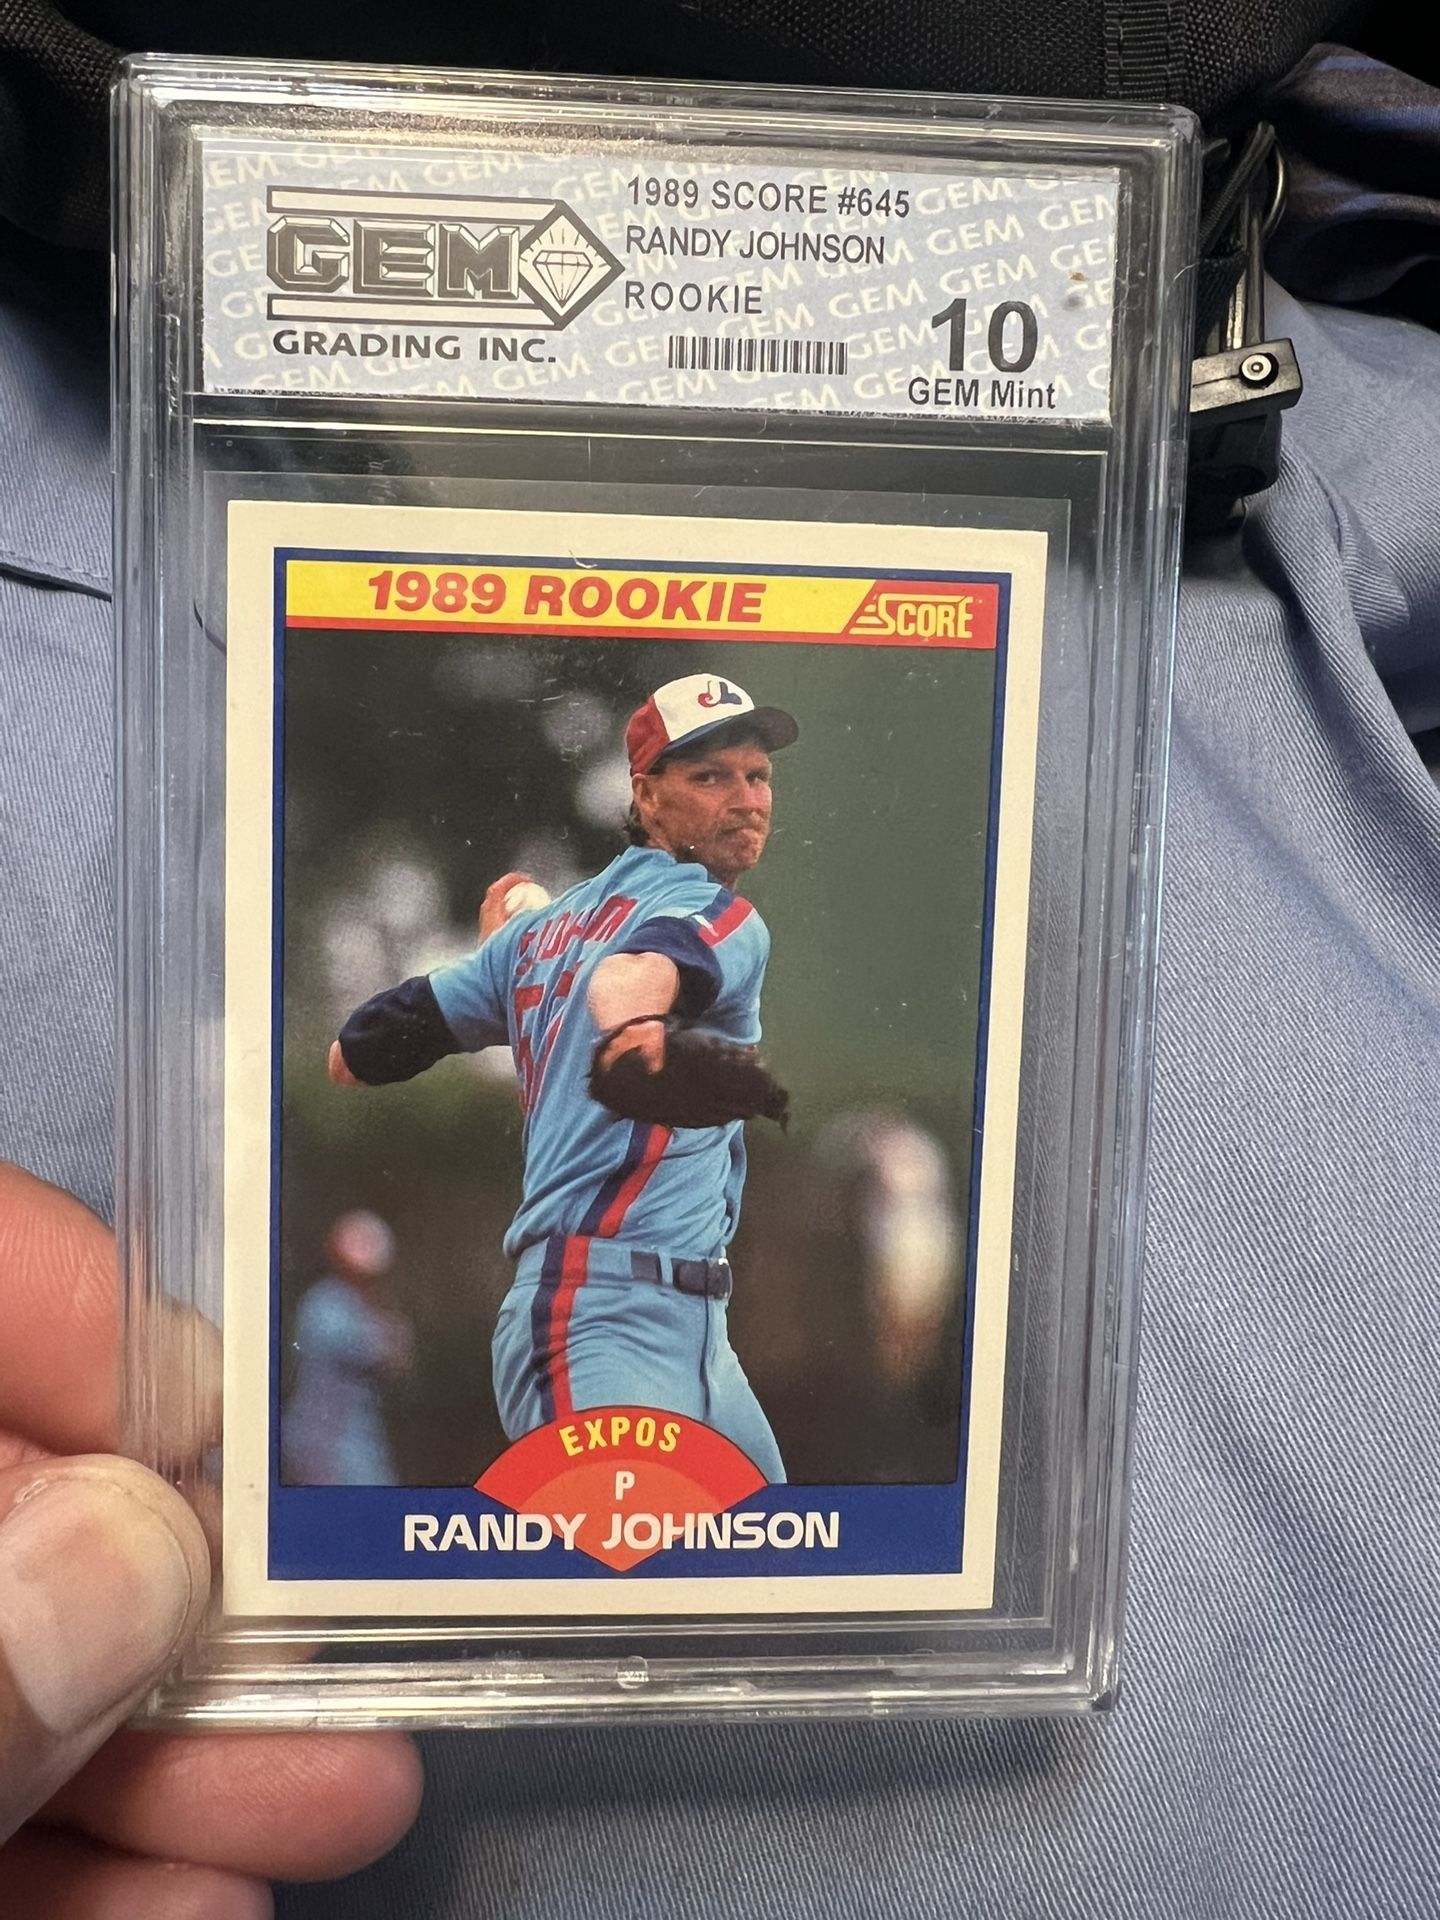 GEM
GRADING INC.
1989 SCORE #645
RANDY JOHNSON
ROOKIE
10
GEM Mint
1989 ROOKIE
SCORE
EXPOS
P
RANDY JOHNSON